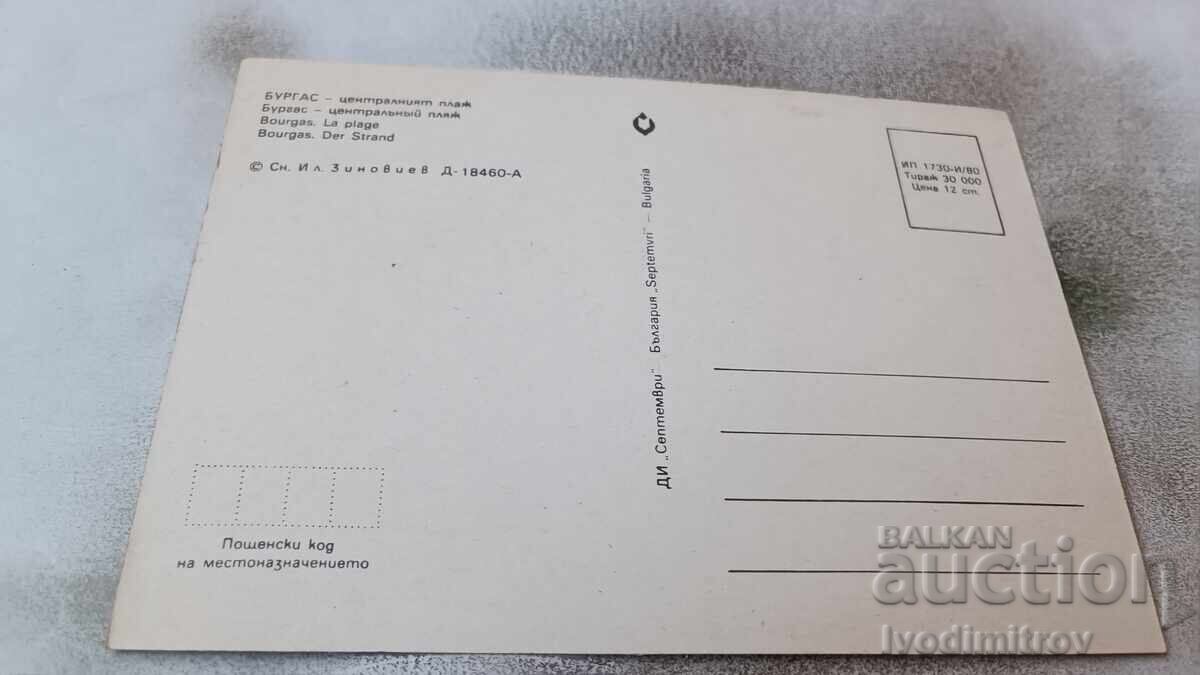 БУРГАС – централният плаж
Бургас – центральный пляж
Bourgas. La plage
Bourgas. Der Strand
© Сн. Ил. Зиновиев Д-18460-А
ДИ „Септември" – България „Septemvri" – Bulgaria
ИП 1730-И/80
Тираж 30 000
Цена 12 ст.
Пощенски код
на местоназначението
BALKAN
auction
Ivodimitrov